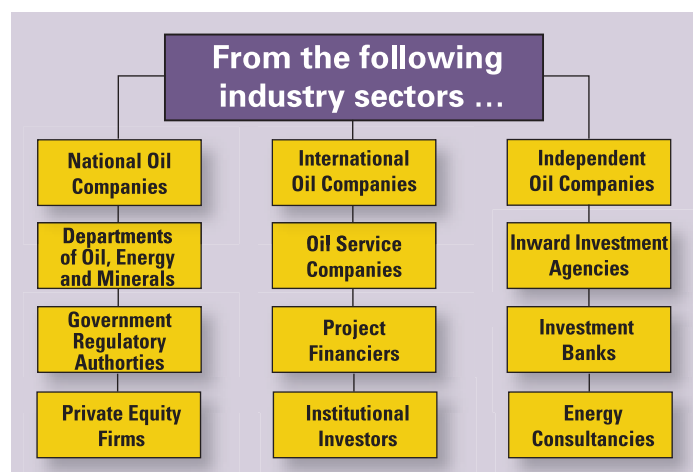 From the following
industry sectors ...
National Oil
Companies
International
Oil Companies
Independent
Oil Companies
Departments
of Oil, Energy
and Minerals
Oil Service
Companies
Inward Investment
Agencies
Government
Regulatory
Authorties
Project
Financiers
Investment
Banks
Private Equity
Firms
Institutional
Investors
Energy
Consultancies